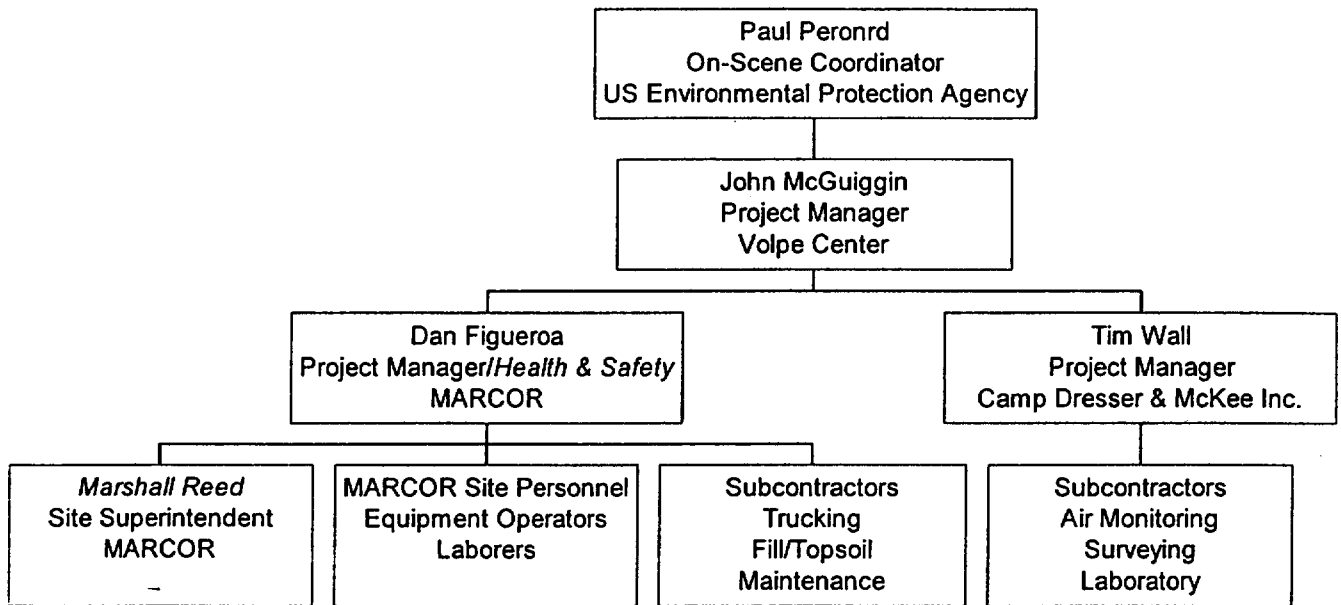 Paul Peronrd
On-Scene Coordinator
US Environmental Protection Agency
John McGuiggin
Project Manager
Volpe Center
Dan Figueroa
Project Manager/Health & Safety
MARCOR
Tim Wall
Project Manager
Camp Dresser & McKee Inc.
Marshall Reed
Site Superintendent
MARCOR
MARCOR Site Personnel
Equipment Operators
Laborers
Subcontractors
Trucking
Fill/Topsoil
Maintenance
Subcontractors
Air Monitoring
Surveying
Laboratory